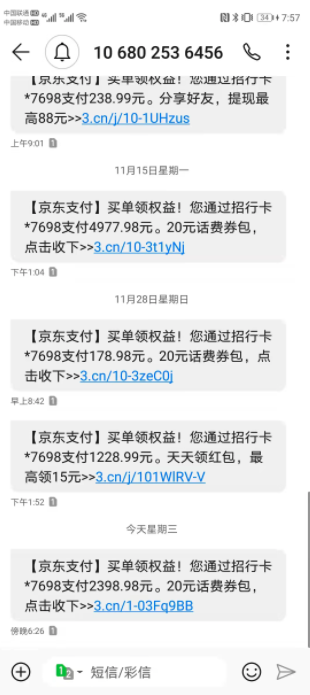 中国联通 HD
中国移动 HD
34
7:57
10 680 253 6456
【京东支付】买单领权益！您通过招行卡
*7698支付238.99元。分享好友，提现最
高88元>>3.cn/j/10-1UHzus
上午9:01 1
11月15日星期一
【京东支付】买单领权益！您通过招行卡
*7698支付4977.98元。20元话费券包，
点击收下>>3.cn/10-3t1yNj
下午1:04 1
11月28日星期日
【京东支付】买单领权益！您通过招行卡
*7698支付178.98元。20元话费券包，点
击收下>>3.cn/10-3zeC0j
早上8:42 1
【京东支付】买单领权益！您通过招行卡
*7698支付1228.99元。天天领红包，最
高领15元>>3.cn/j/101WlRV-V
下午1:52 1
今天星期三
【京东支付】买单领权益！您通过招行卡
*7698支付2398.98元。20元话费券包，
点击收下>>3.cn/1-03Fq9BB
傍晚6:26 1
1 2 短信/彩信